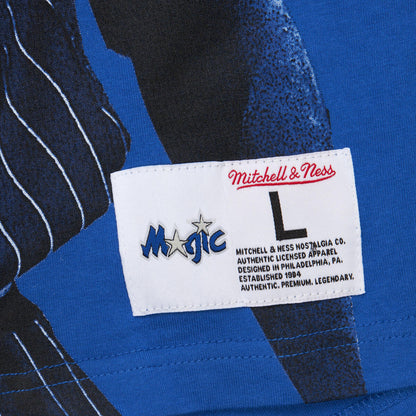 Mitchell & Ness
L
Magic
MITCHELL & NESS NOSTALGIA CO.
AUTHENTIC LICENSED APPAREL
DESIGNED IN PHILADELPHIA, PA.
ESTABLISHED 1904
AUTHENTIC. PREMIUM. LEGENDARY.